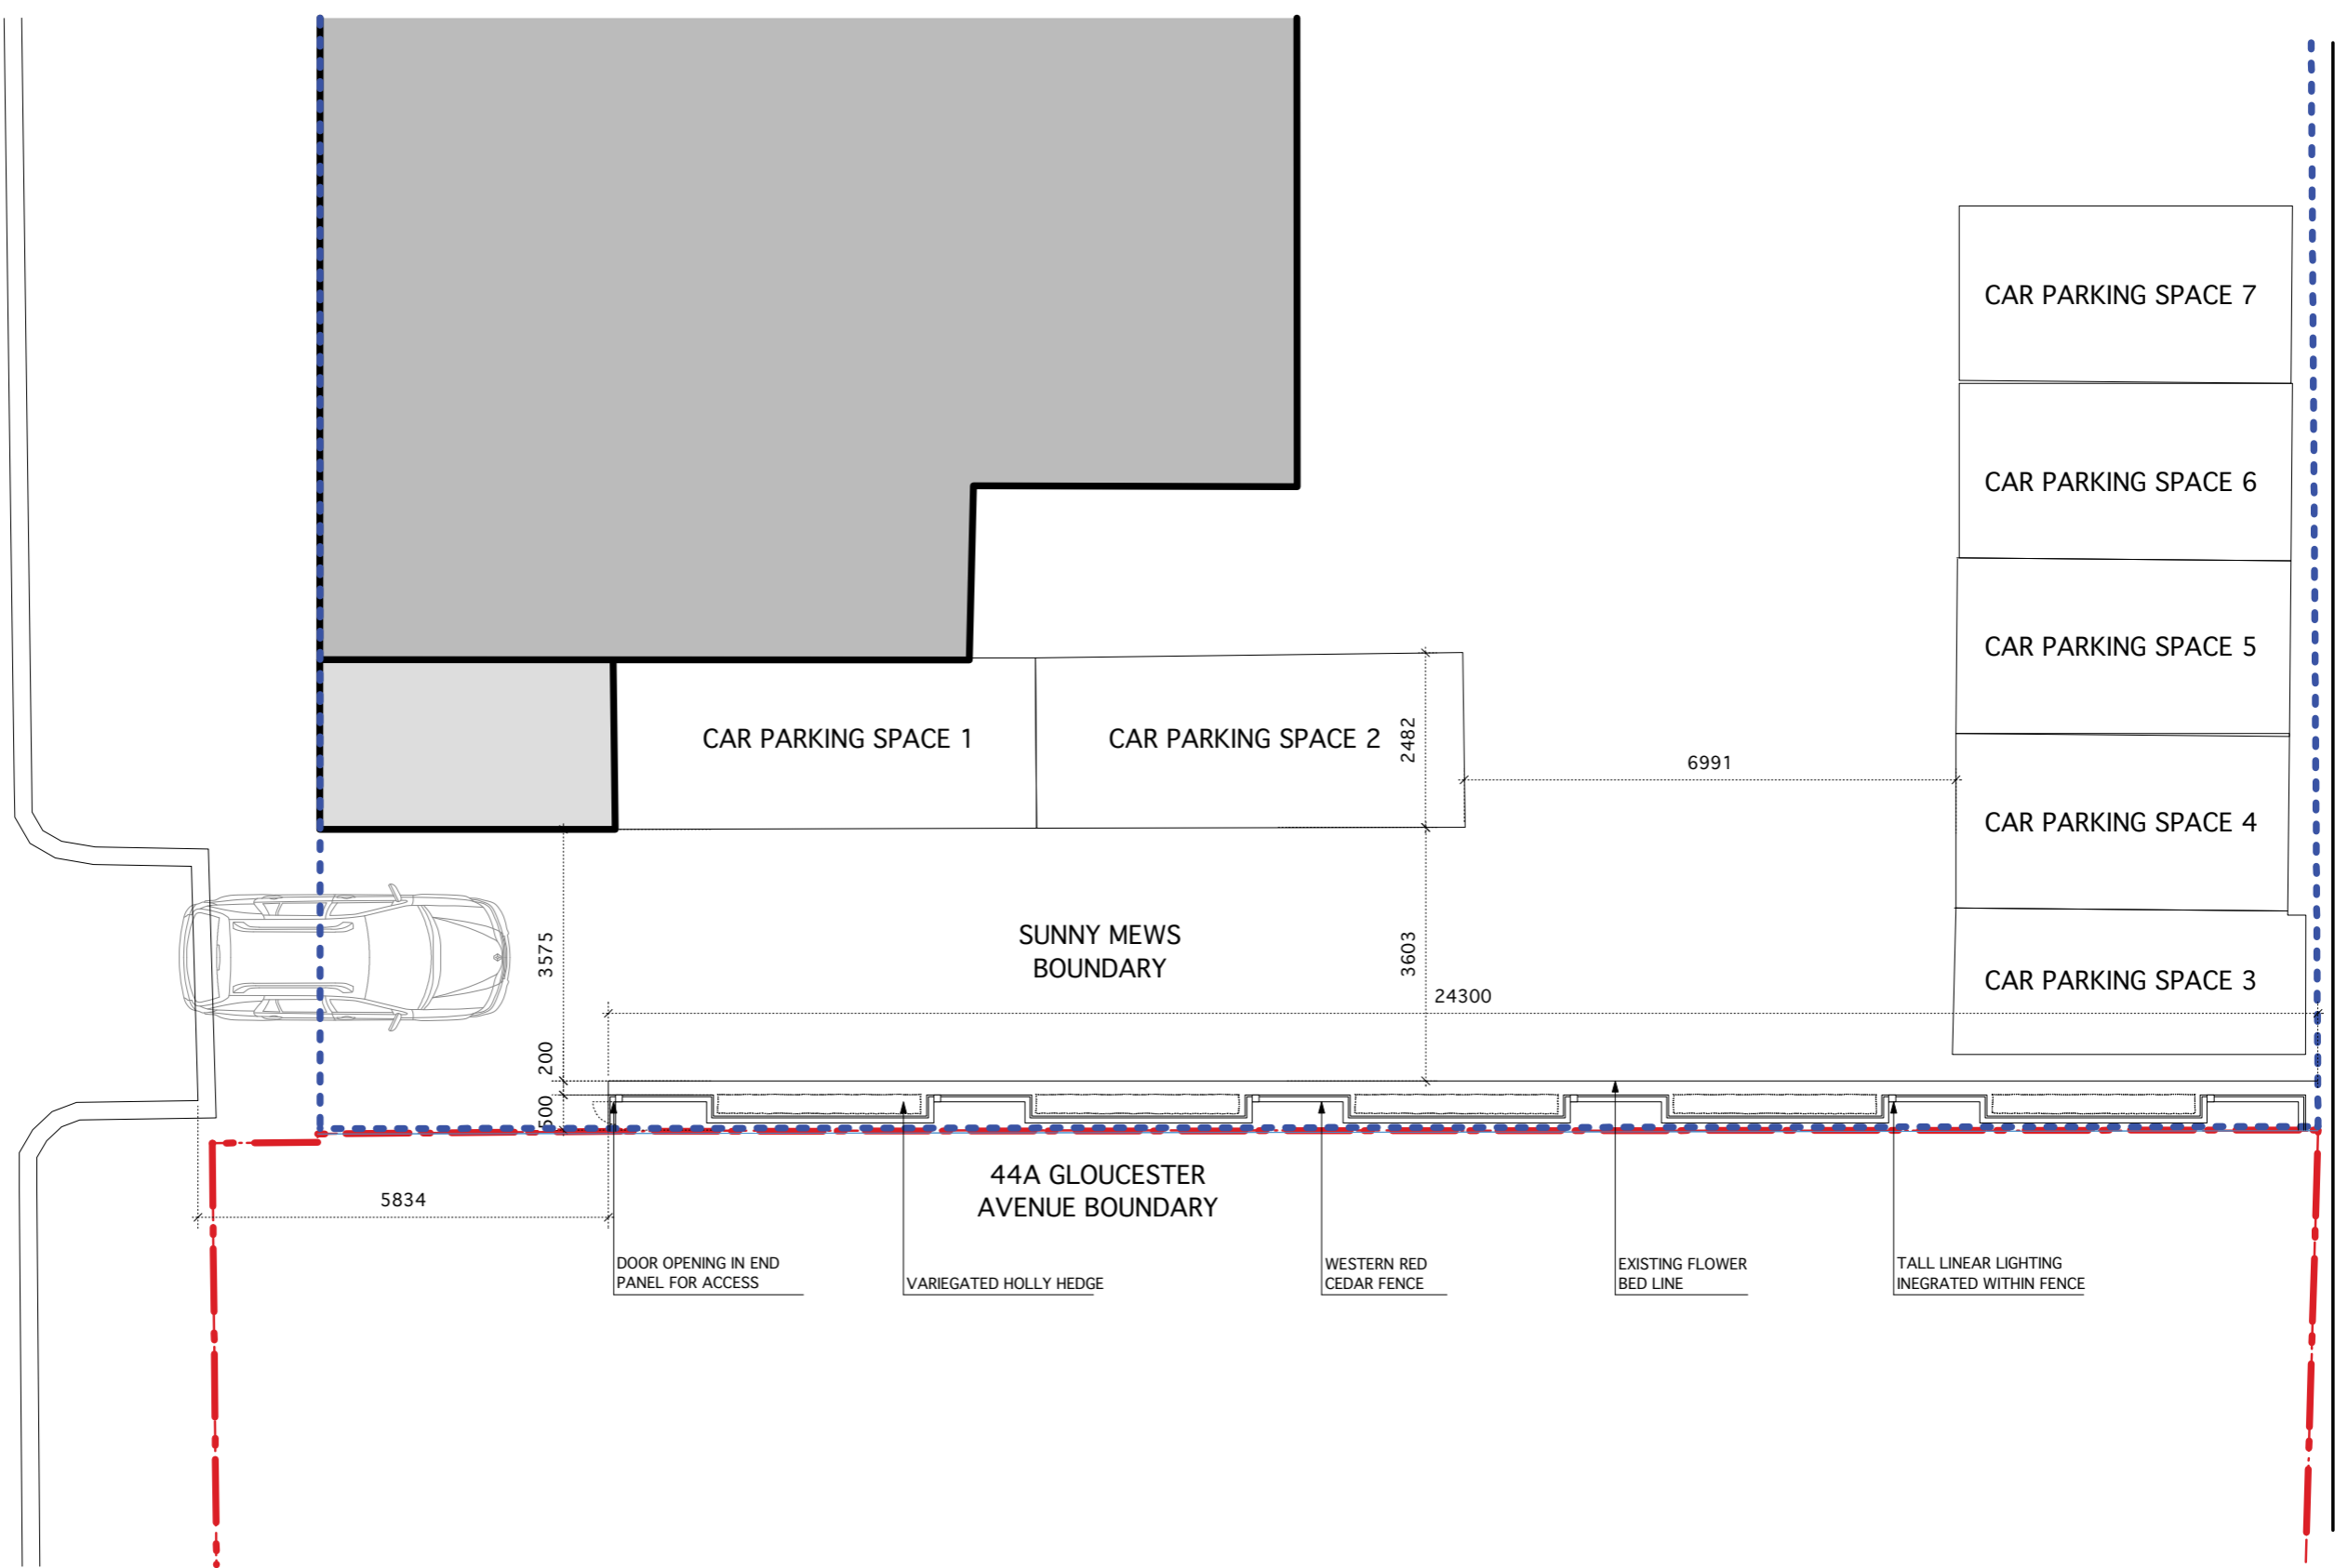 CAR PARKING SPACE 7
CAR PARKING SPACE 6
CAR PARKING SPACE 5
CAR PARKING SPACE 1
CAR PARKING SPACE 2
2482
6991
CAR PARKING SPACE 4
3575
SUNNY MEWS
BOUNDARY
3603
CAR PARKING SPACE 3
24300
200
500
44A GLOUCESTER
AVENUE BOUNDARY
5834
DOOR OPENING IN END
PANEL FOR ACCESS
VARIEGATED HOLLY HEDGE
WESTERN RED
CEDAR FENCE
EXISTING FLOWER
BED LINE
TALL LINEAR LIGHTING
INEGRATED WITHIN FENCE